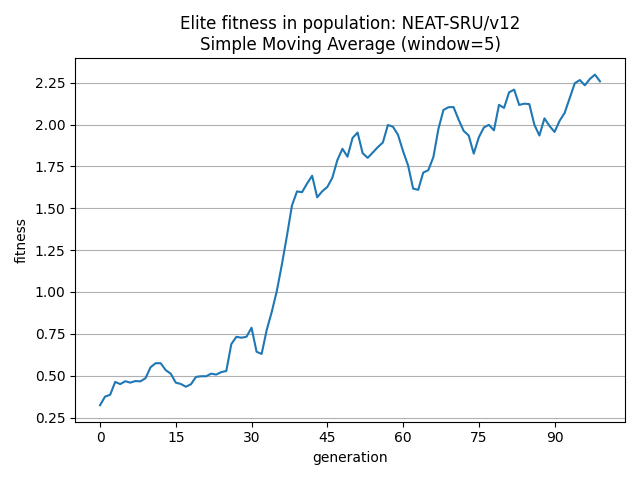 Elite fitness in population: NEAT-SRU/v12
Simple Moving Average (window=5)
2.25
2.00
1.75
1.50
1.25
1.00
0.75
0.50
0.25
fitness
0 15 30 45 60 75 90
generation